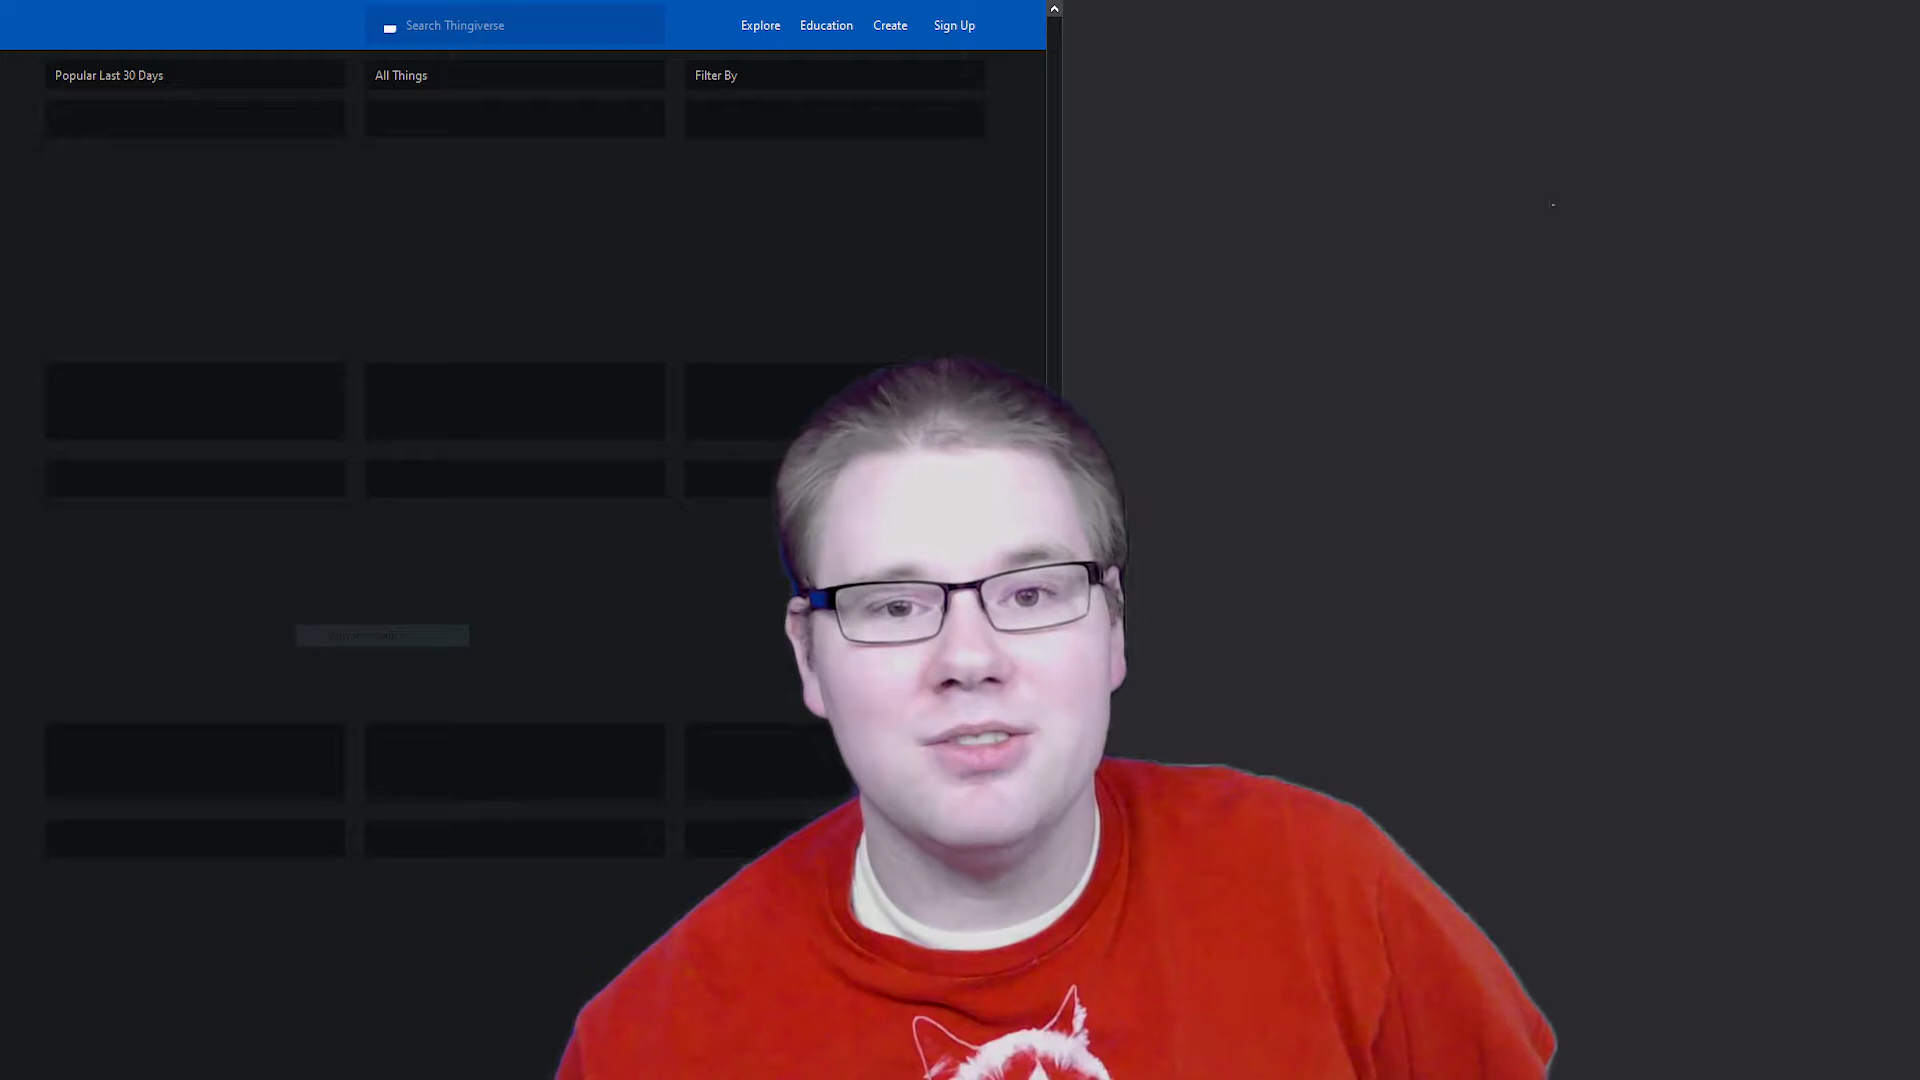 Search Thingiverse
Explore
Education
Create
Sign Up
Popular Last 30 Days
All Things
Filter By